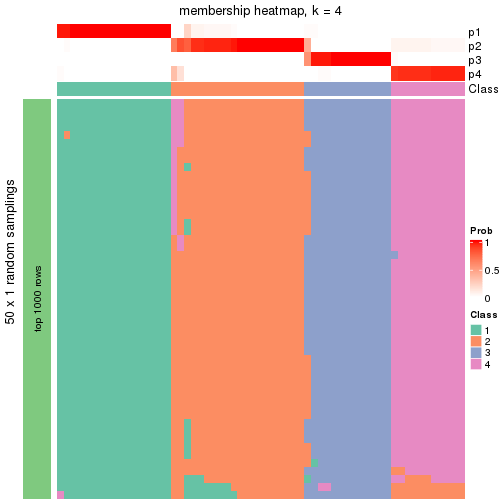 membership heatmap, k = 4
p1
p2
p3
p4
Class
50 x 1 random samplings
top 1000 rows
Prob
1
0.5
0
Class
1
2
3
4